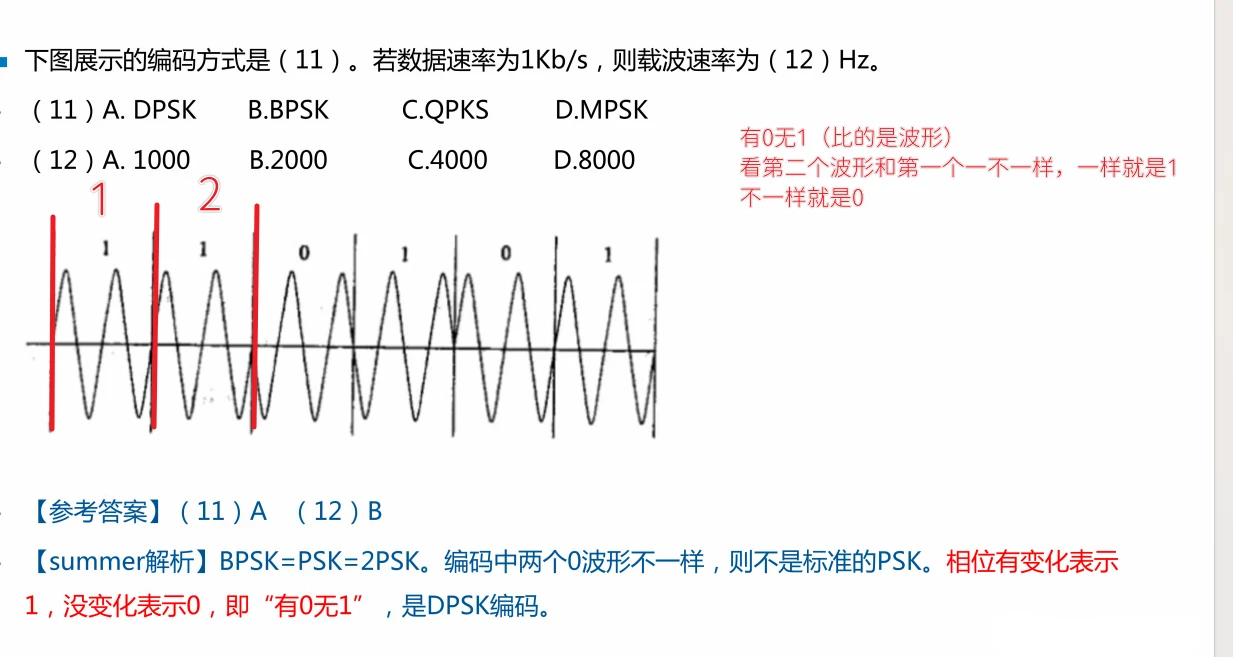 下图展示的编码方式是（11）。若数据速率为1Kb/s，则载波速率为（12）Hz。
（11）A. DPSK B.BPSK C.QPKS D.MPSK
（12）A. 1000 B.2000 C.4000 D.8000
有0无1（比的是波形）
看第二个波形和第一个一不一样，一样就是1
不一样就是0
1 2
1 1 0 1 0 1
【参考答案】（11）A （12）B
【summer解析】BPSK=PSK=2PSK。编码中两个0波形不一样，则不是标准的PSK。相位有变化表示
1，没变化表示0，即“有0无1”，是DPSK编码。